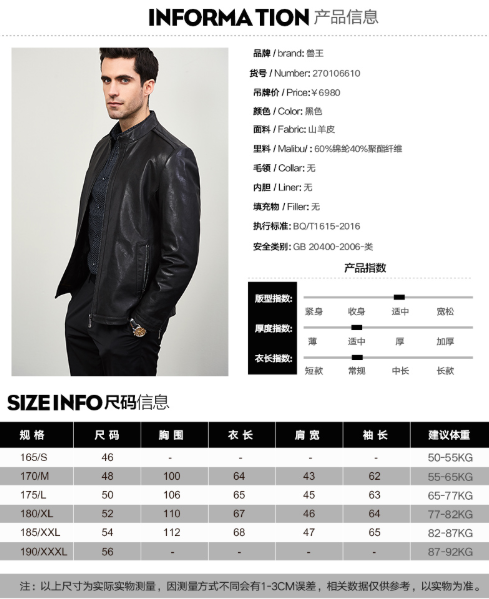 INFORMATION 产品信息
品牌 / brand: 兽王
货号 / Number: 270106610
吊牌价 / Price: ¥6980
颜色 / Color: 黑色
面料 / Fabric: 山羊皮
里料 / Malibu/ : 60%锦纶40%聚酯纤维
毛领 / Collar: 无
内胆 / Liner: 无
填充物 / Filler: 无
执行标准: BQ/T1615-2016
安全类别: GB 20400-2006-类
产品指数
版型指数: 紧身 收身 适中 宽松
厚度指数: 薄 适中 厚 加厚
衣长指数: 短款 常规 中长 长款
SIZE INFO 尺码信息
规格 尺码 胸围 衣长 肩宽 袖长 建议体重
165/S 46 - - - - 50-55KG
170/M 48 100 64 43 62 55-65KG
175/L 50 106 65 45 63 65-77KG
180/XL 52 110 67 46 64 77-82KG
185/XXL 54 112 68 47 65 82-87KG
190/XXXL 56 - - - - 87-92KG
注：以上尺寸为实际实物测量，因测量方式不同会有1-3CM误差，相关数据仅供参考，以实物为准。